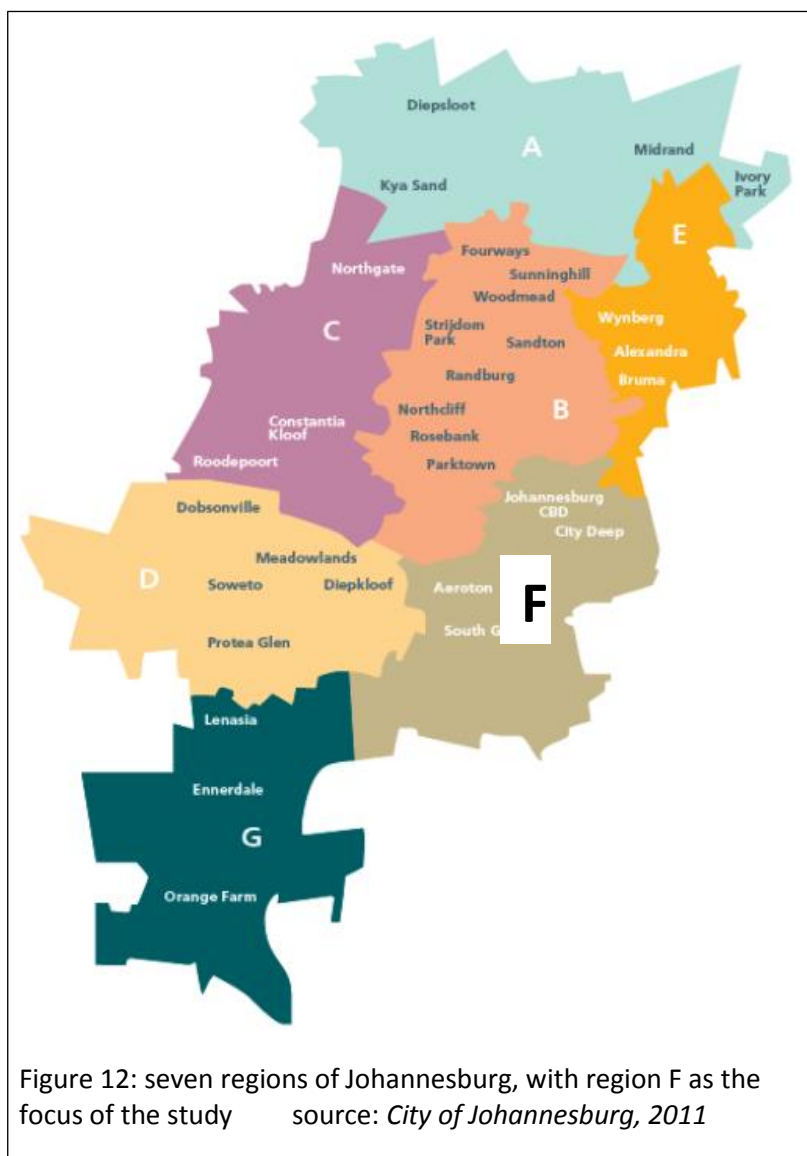 Diepsloot
A
Midrand
Ivory
Park
Kya Sand
E
Fourways
Northgate
Sunninghill
Woodmead
Wynberg
C
Strijdom
Park
Sandton
Alexandra
Randburg
Bruma
Northcliff
B
Constantia
Kloof
Rosebank
Roodepoort
Parktown
Johannesburg
CBD
Dobsonville
City Deep
Meadowlands
D
Soweto
Diepkloof
Aeroton
F
South G
Protea Glen
Lenasia
Ennerdale
G
Orange Farm
Figure 12: seven regions of Johannesburg, with region F as the
focus of the study source: City of Johannesburg, 2011